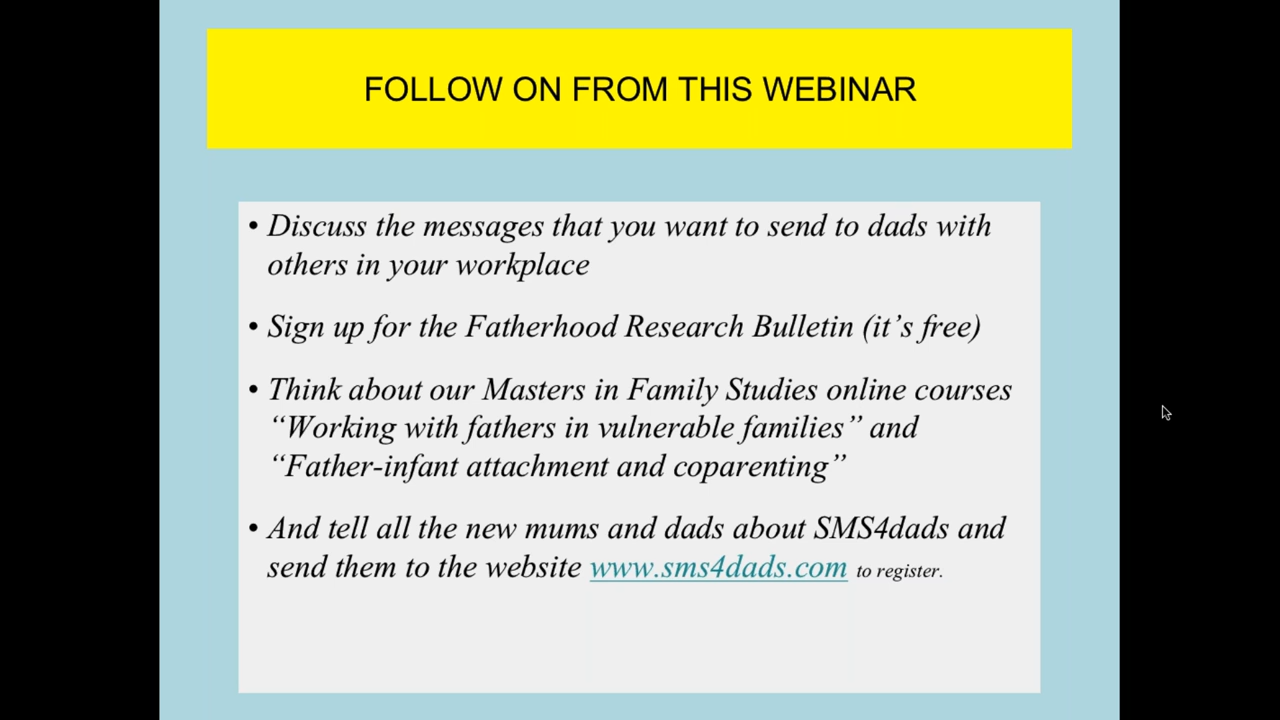 FOLLOW ON FROM THIS WEBINAR
• Discuss the messages that you want to send to dads with
others in your workplace
• Sign up for the Fatherhood Research Bulletin (it’s free)
• Think about our Masters in Family Studies online courses
“Working with fathers in vulnerable families” and
“Father-infant attachment and coparenting”
• And tell all the new mums and dads about SMS4dads and
send them to the website www.sms4dads.com to register.